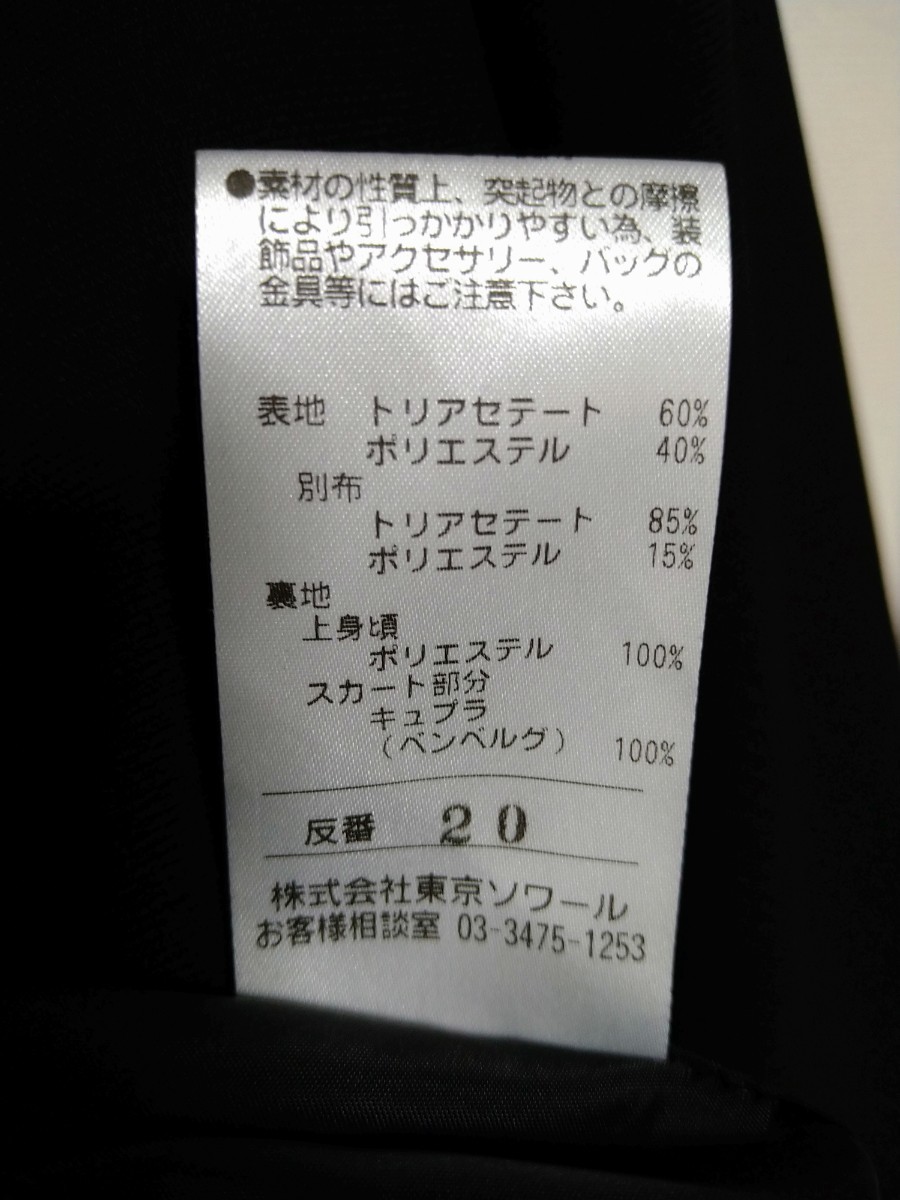 ●素材の性質上、突起物との摩擦
により引っかかりやすい為、装
飾品やアクセサリー、バッグの
金具等にはご注意下さい。
表地 トリアセテート 60%
ポリエステル 40%
別布
トリアセテート 85%
ポリエステル 15%
裏地
上身頃
ポリエステル 100%
スカート部分
キュプラ
（ベンベルグ） 100%
反番 20
株式会社東京ソワール
お客様相談室 03-3475-1253